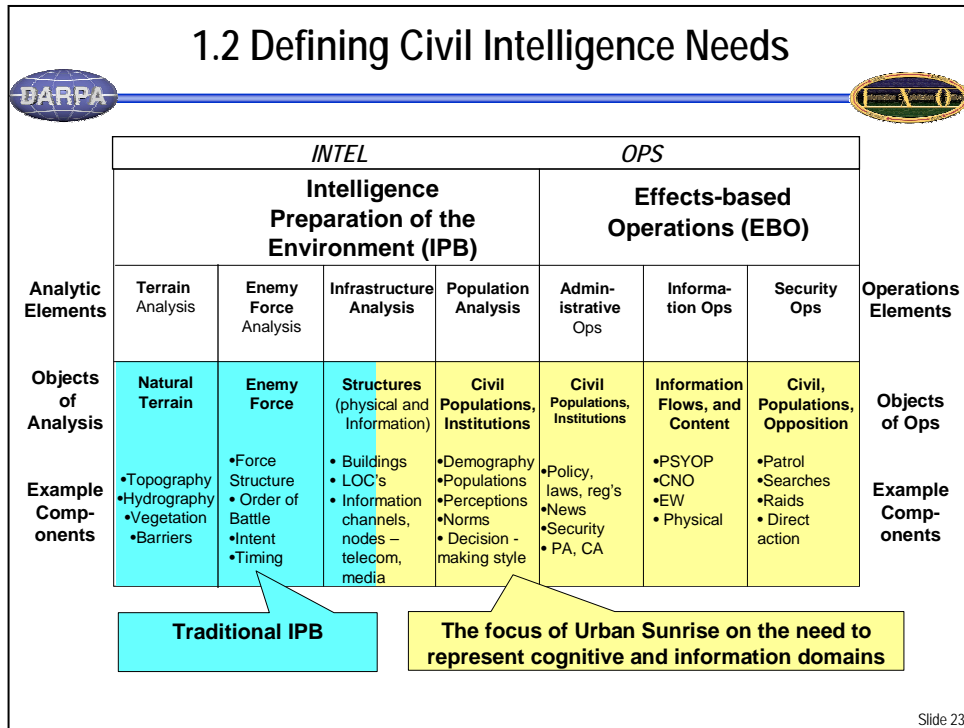 1.2 Defining Civil Intelligence Needs
DARPA
Information Exploitation Office
IXO
INTEL
OPS
Intelligence
Preparation of the
Environment (IPB)
Effects-based
Operations (EBO)
Analytic
Elements
Terrain
Analysis
Enemy
Force
Analysis
Infrastructure
Analysis
Population
Analysis
Admin-
istrative
Ops
Informa-
tion Ops
Security
Ops
Operations
Elements
Objects
of
Analysis
Natural
Terrain
Enemy
Force
Structures
(physical and
Information)
Civil
Populations,
Institutions
Civil
Populations,
Institutions
Information
Flows, and
Content
Civil,
Populations,
Opposition
Objects
of Ops
Example
Comp-
onents
•Topography
•Hydrography
•Vegetation
•Barriers
•Force
Structure
• Order of
Battle
•Intent
•Timing
• Buildings
• LOC's
• Information
channels,
nodes –
telecom,
media
•Demography
•Populations
•Perceptions
•Norms
• Decision -
making style
•Policy,
laws, reg's
•News
•Security
• PA, CA
•PSYOP
•CNO
•EW
• Physical
•Patrol
•Searches
•Raids
• Direct
action
Example
Comp-
onents
Traditional IPB
The focus of Urban Sunrise on the need to
represent cognitive and information domains
Slide 23